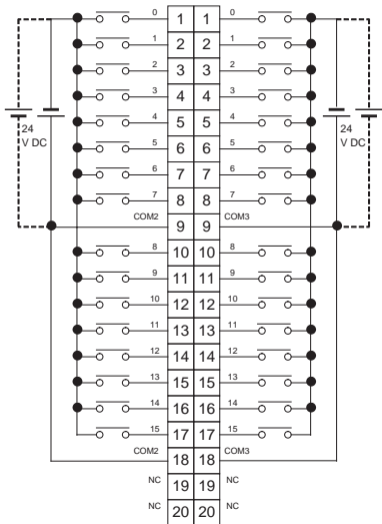 0 1 1 0
1 2 2 1
2 3 3 2
3 4 4 3
4 5 5 4
24 V DC
24 V DC
5 6 6 5
6 7 7 6
7 8 8 7
COM2 9 9 COM3
8 10 10 8
9 11 11 9
10 12 12 10
11 13 13 11
12 14 14 12
13 15 15 13
14 16 16 14
15 17 17 15
COM2 18 18 COM3
NC 19 19 NC
NC 20 20 NC